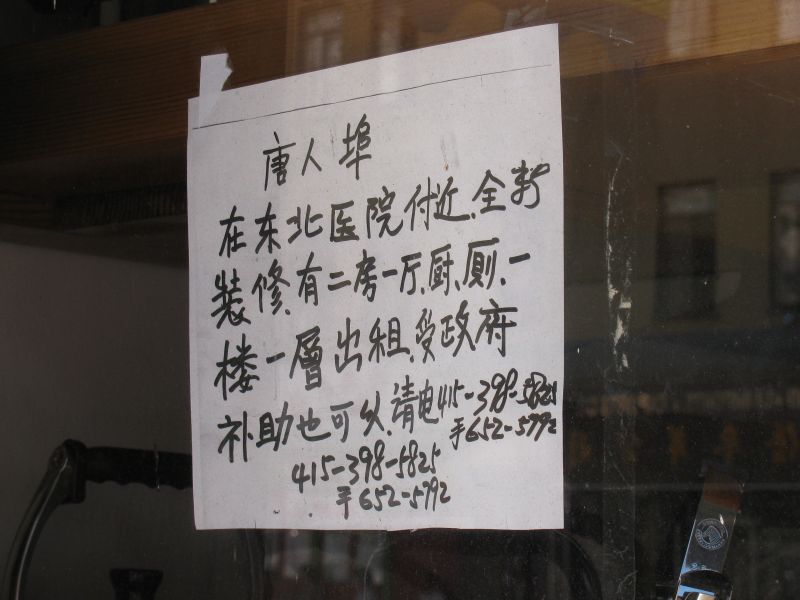 唐人埠
在东北医院付近.全新
装修.有二房一厅.厨.厕.一
楼一層出租.受政府
补助也可以.请电415-398-5825
手652-5792
415-398-5825
手652-5792